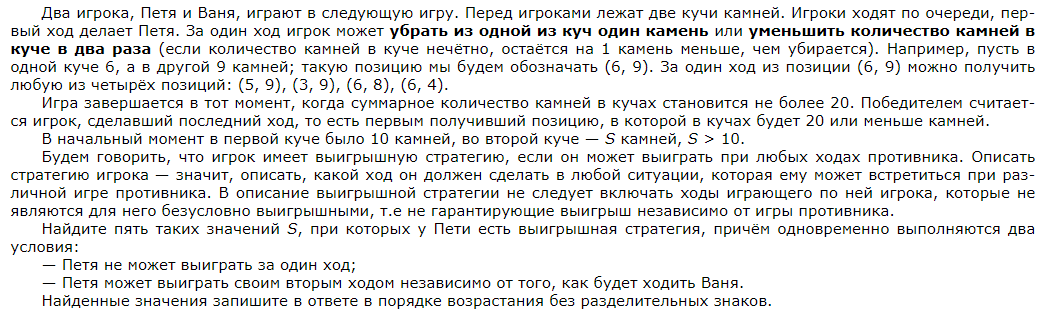 Два игрока, Петя и Ваня, играют в следующую игру. Перед игроками лежат две кучи камней. Игроки ходят по очереди, пер-
вый ход делает Петя. За один ход игрок может убрать из одной из куч один камень или уменьшить количество камней в
куче в два раза (если количество камней в куче нечётно, остаётся на 1 камень меньше, чем убирается). Например, пусть в
одной куче 6, а в другой 9 камней; такую позицию мы будем обозначать (6, 9). За один ход из позиции (6, 9) можно получить
любую из четырёх позиций: (5, 9), (3, 9), (6, 8), (6, 4).
Игра завершается в тот момент, когда суммарное количество камней в кучах становится не более 20. Победителем считает-
ся игрок, сделавший последний ход, то есть первым получивший позицию, в которой в кучах будет 20 или меньше камней.
В начальный момент в первой куче было 10 камней, во второй куче — S камней, S > 10.
Будем говорить, что игрок имеет выигрышную стратегию, если он может выиграть при любых ходах противника. Описать
стратегию игрока — значит, описать, какой ход он должен сделать в любой ситуации, которая ему может встретиться при раз-
личной игре противника. В описание выигрышной стратегии не следует включать ходы играющего по ней игрока, которые не
являются для него безусловно выигрышными, т.е не гарантирующие выигрыш независимо от игры противника.
Найдите пять таких значений S, при которых у Пети есть выигрышная стратегия, причём одновременно выполняются два
условия:
— Петя не может выиграть за один ход;
— Петя может выиграть своим вторым ходом независимо от того, как будет ходить Ваня.
Найденные значения запишите в ответе в порядке возрастания без разделительных знаков.